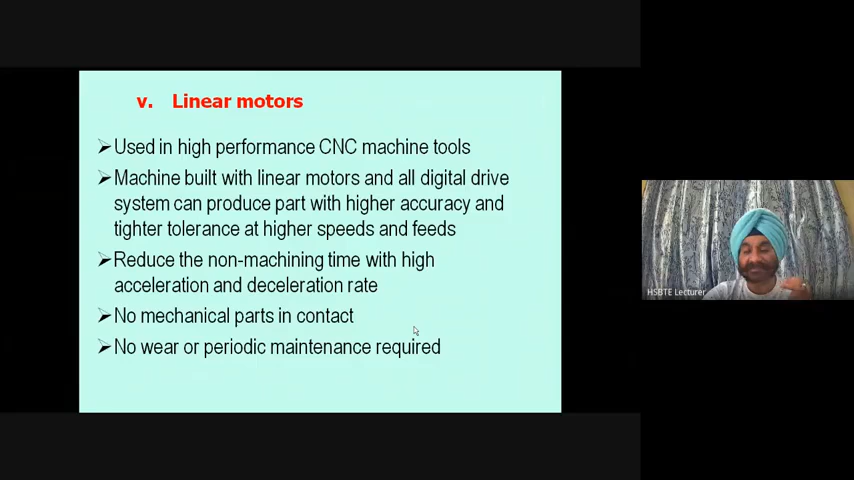 v. Linear motors
➢Used in high performance CNC machine tools
➢Machine built with linear motors and all digital drive
system can produce part with higher accuracy and
tighter tolerance at higher speeds and feeds
➢Reduce the non-machining time with high
acceleration and deceleration rate
➢No mechanical parts in contact
➢No wear or periodic maintenance required
HSBTE Lecturer